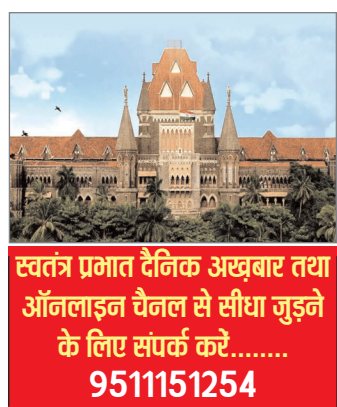 स्वतंत्र प्रभात दैनिक अख़बार तथा
ऑनलाइन चैनल से सीधा जुड़ने
के लिए संपर्क करें........
9511151254